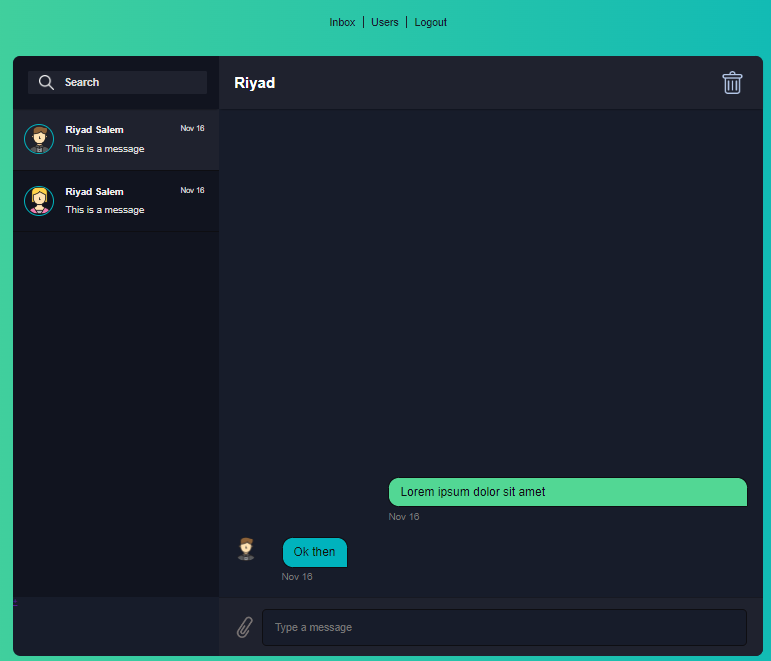 Inbox | Users | Logout
Search
Riyad Salem
Nov 16
This is a message
Riyad Salem
Nov 16
This is a message
Riyad
Lorem ipsum dolor sit amet
Nov 16
Ok then
Nov 16
Type a message